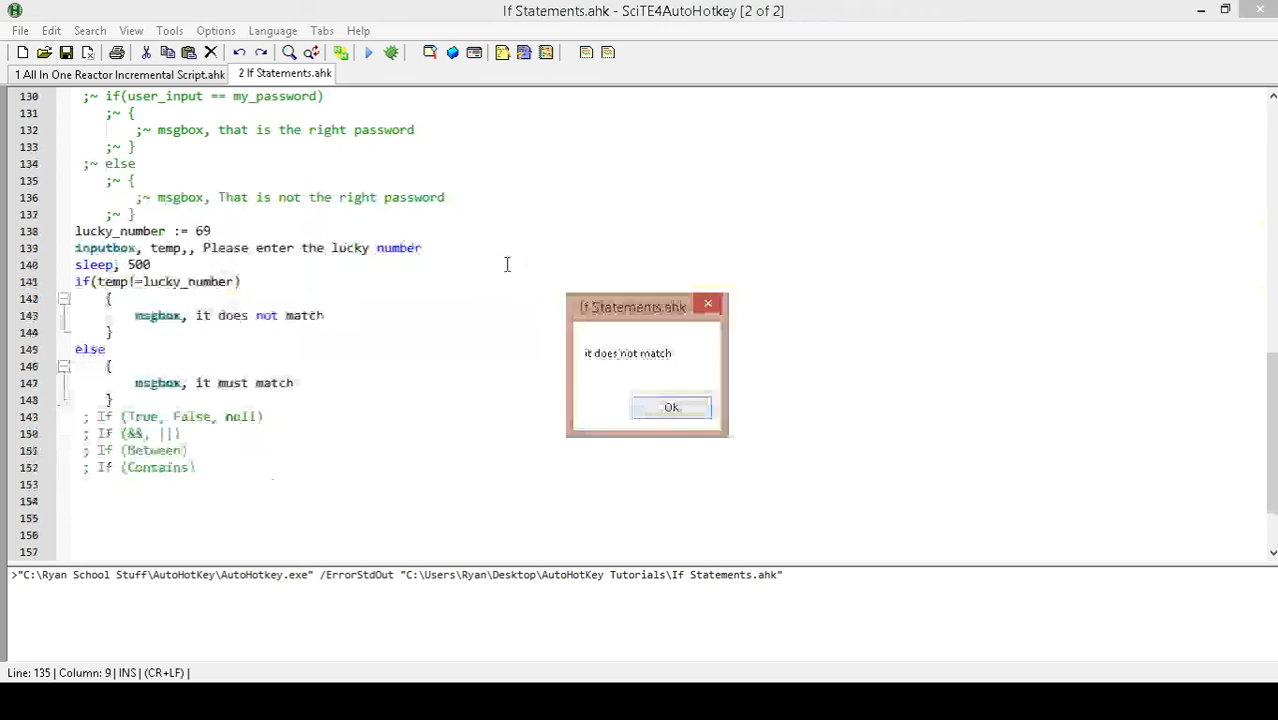 If Statements.ahk - SciTE4AutoHotkey [2 of 2]
File Edit Search View Tools Options Language Tabs Help
1 All In One Reactor Incremental Script.ahk 2 If Statements.ahk
130 ;~ if(user_input == my_password)
131 ;~ {
132 ;~ msgbox, that is the right password
133 ;~ }
134 ;~ else
135 ;~ {
136 ;~ msgbox, That is not the right password
137 ;~ }
138 lucky_number := 69
139 inputbox, temp,, Please enter the lucky number
140 sleep, 500
141 if(temp!=lucky_number)
142 {
143 msgbox, it does not match
144 }
149 else
146 {
147 msgbox, it must match
148 }
143 ; If (True, False, null)
150 ; If (&&, ||)
151 ; If (Between)
152 ; If (Contains)
153
154
155
156
157
If Statements.ahk
it does not match
Ok
>"C:\Ryan School Stuff\AutoHotKey\AutoHotkey.exe" /ErrorStdOut "C:\Users\Ryan\Desktop\AutoHotKey Tutorials\If Statements.ahk"
Line: 135 | Column: 9 | INS | (CR+LF) |